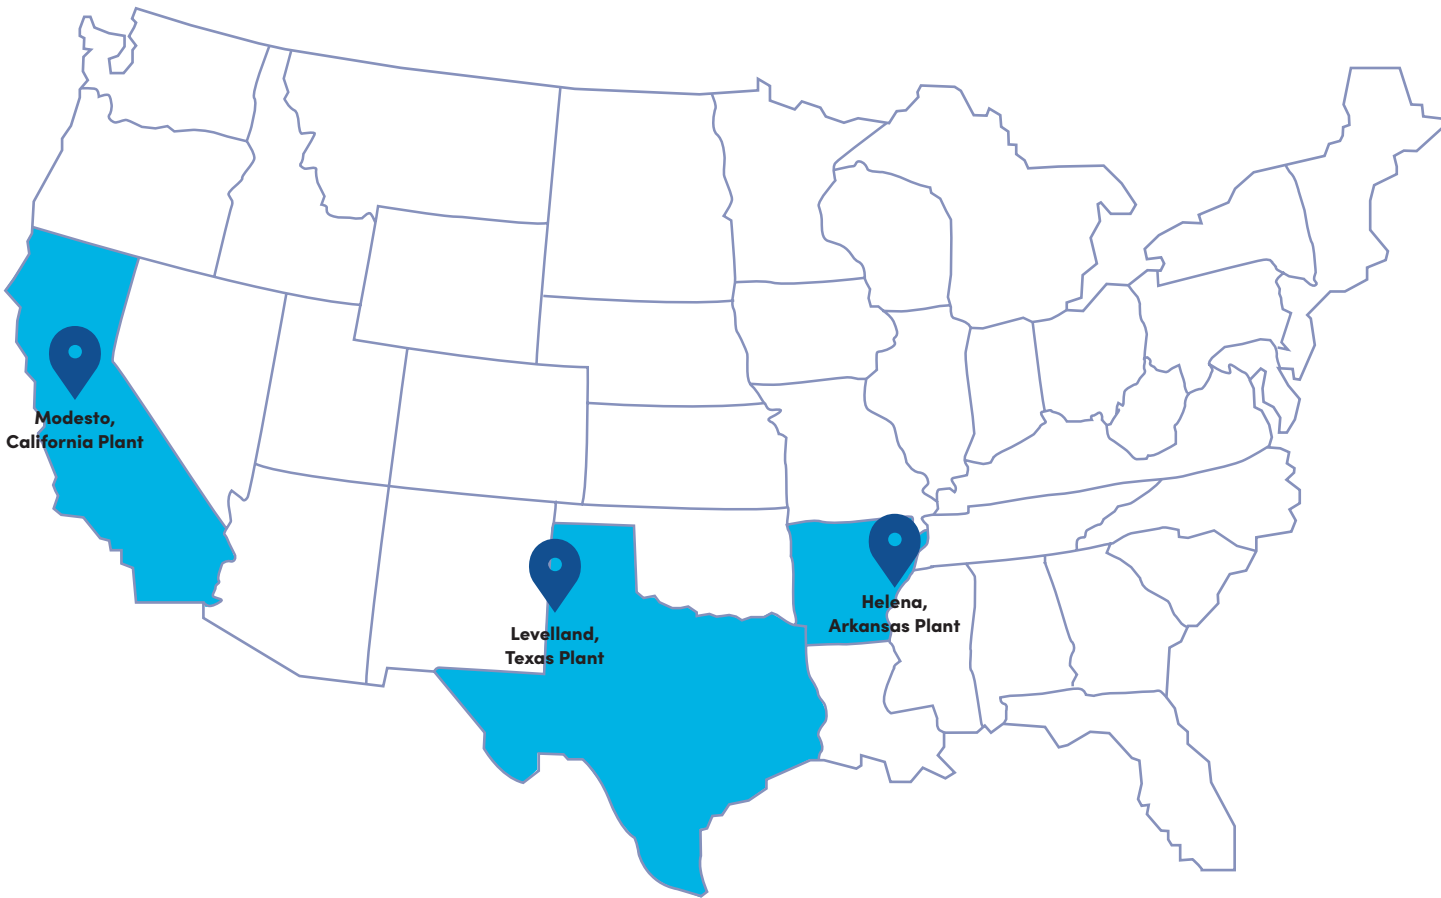 Modesto,
California Plant
Levelland,
Texas Plant
Helena,
Arkansas Plant